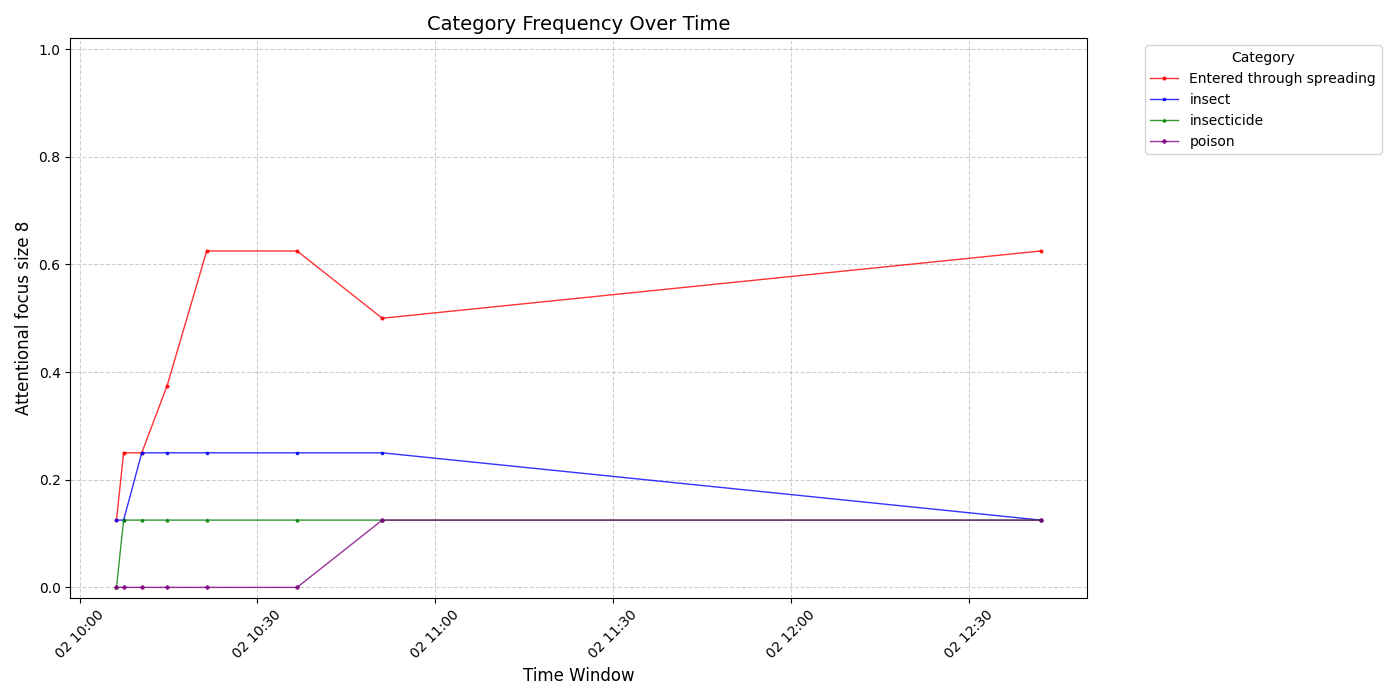 Category Frequency Over Time
Category
Entered through spreading
insect
insecticide
poison
Attentional focus size 8
1.0
0.8
0.6
0.4
0.2
0.0
02 10:00
02 10:30
02 11:00
02 11:30
02 12:00
02 12:30
Time Window